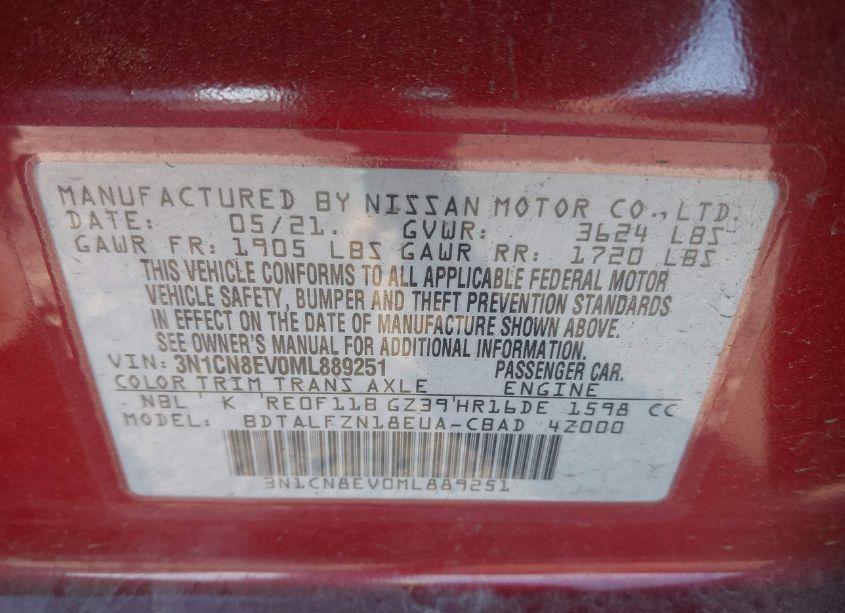 MANUFACTURED BY NISSAN MOTOR CO., LTD.
DATE: 05/21. GVWR: 3624 LBS
GAWR FR: 1905 LBS GAWR RR: 1720 LBS
THIS VEHICLE CONFORMS TO ALL APPLICABLE FEDERAL MOTOR
VEHICLE SAFETY, BUMPER AND THEFT PREVENTION STANDARDS
IN EFFECT ON THE DATE OF MANUFACTURE SHOWN ABOVE.
SEE OWNER'S MANUAL FOR ADDITIONAL INFORMATION.
VIN: 3N1CN8EV0ML889251 PASSENGER CAR.
COLOR TRIM TRANS AXLE ENGINE
NBL K RE0F11B GZ39 HR16DE 1598 CC
MODEL: BDTALFZN18EUA-CBAD 4Z000
3N1CN8EV0ML889251